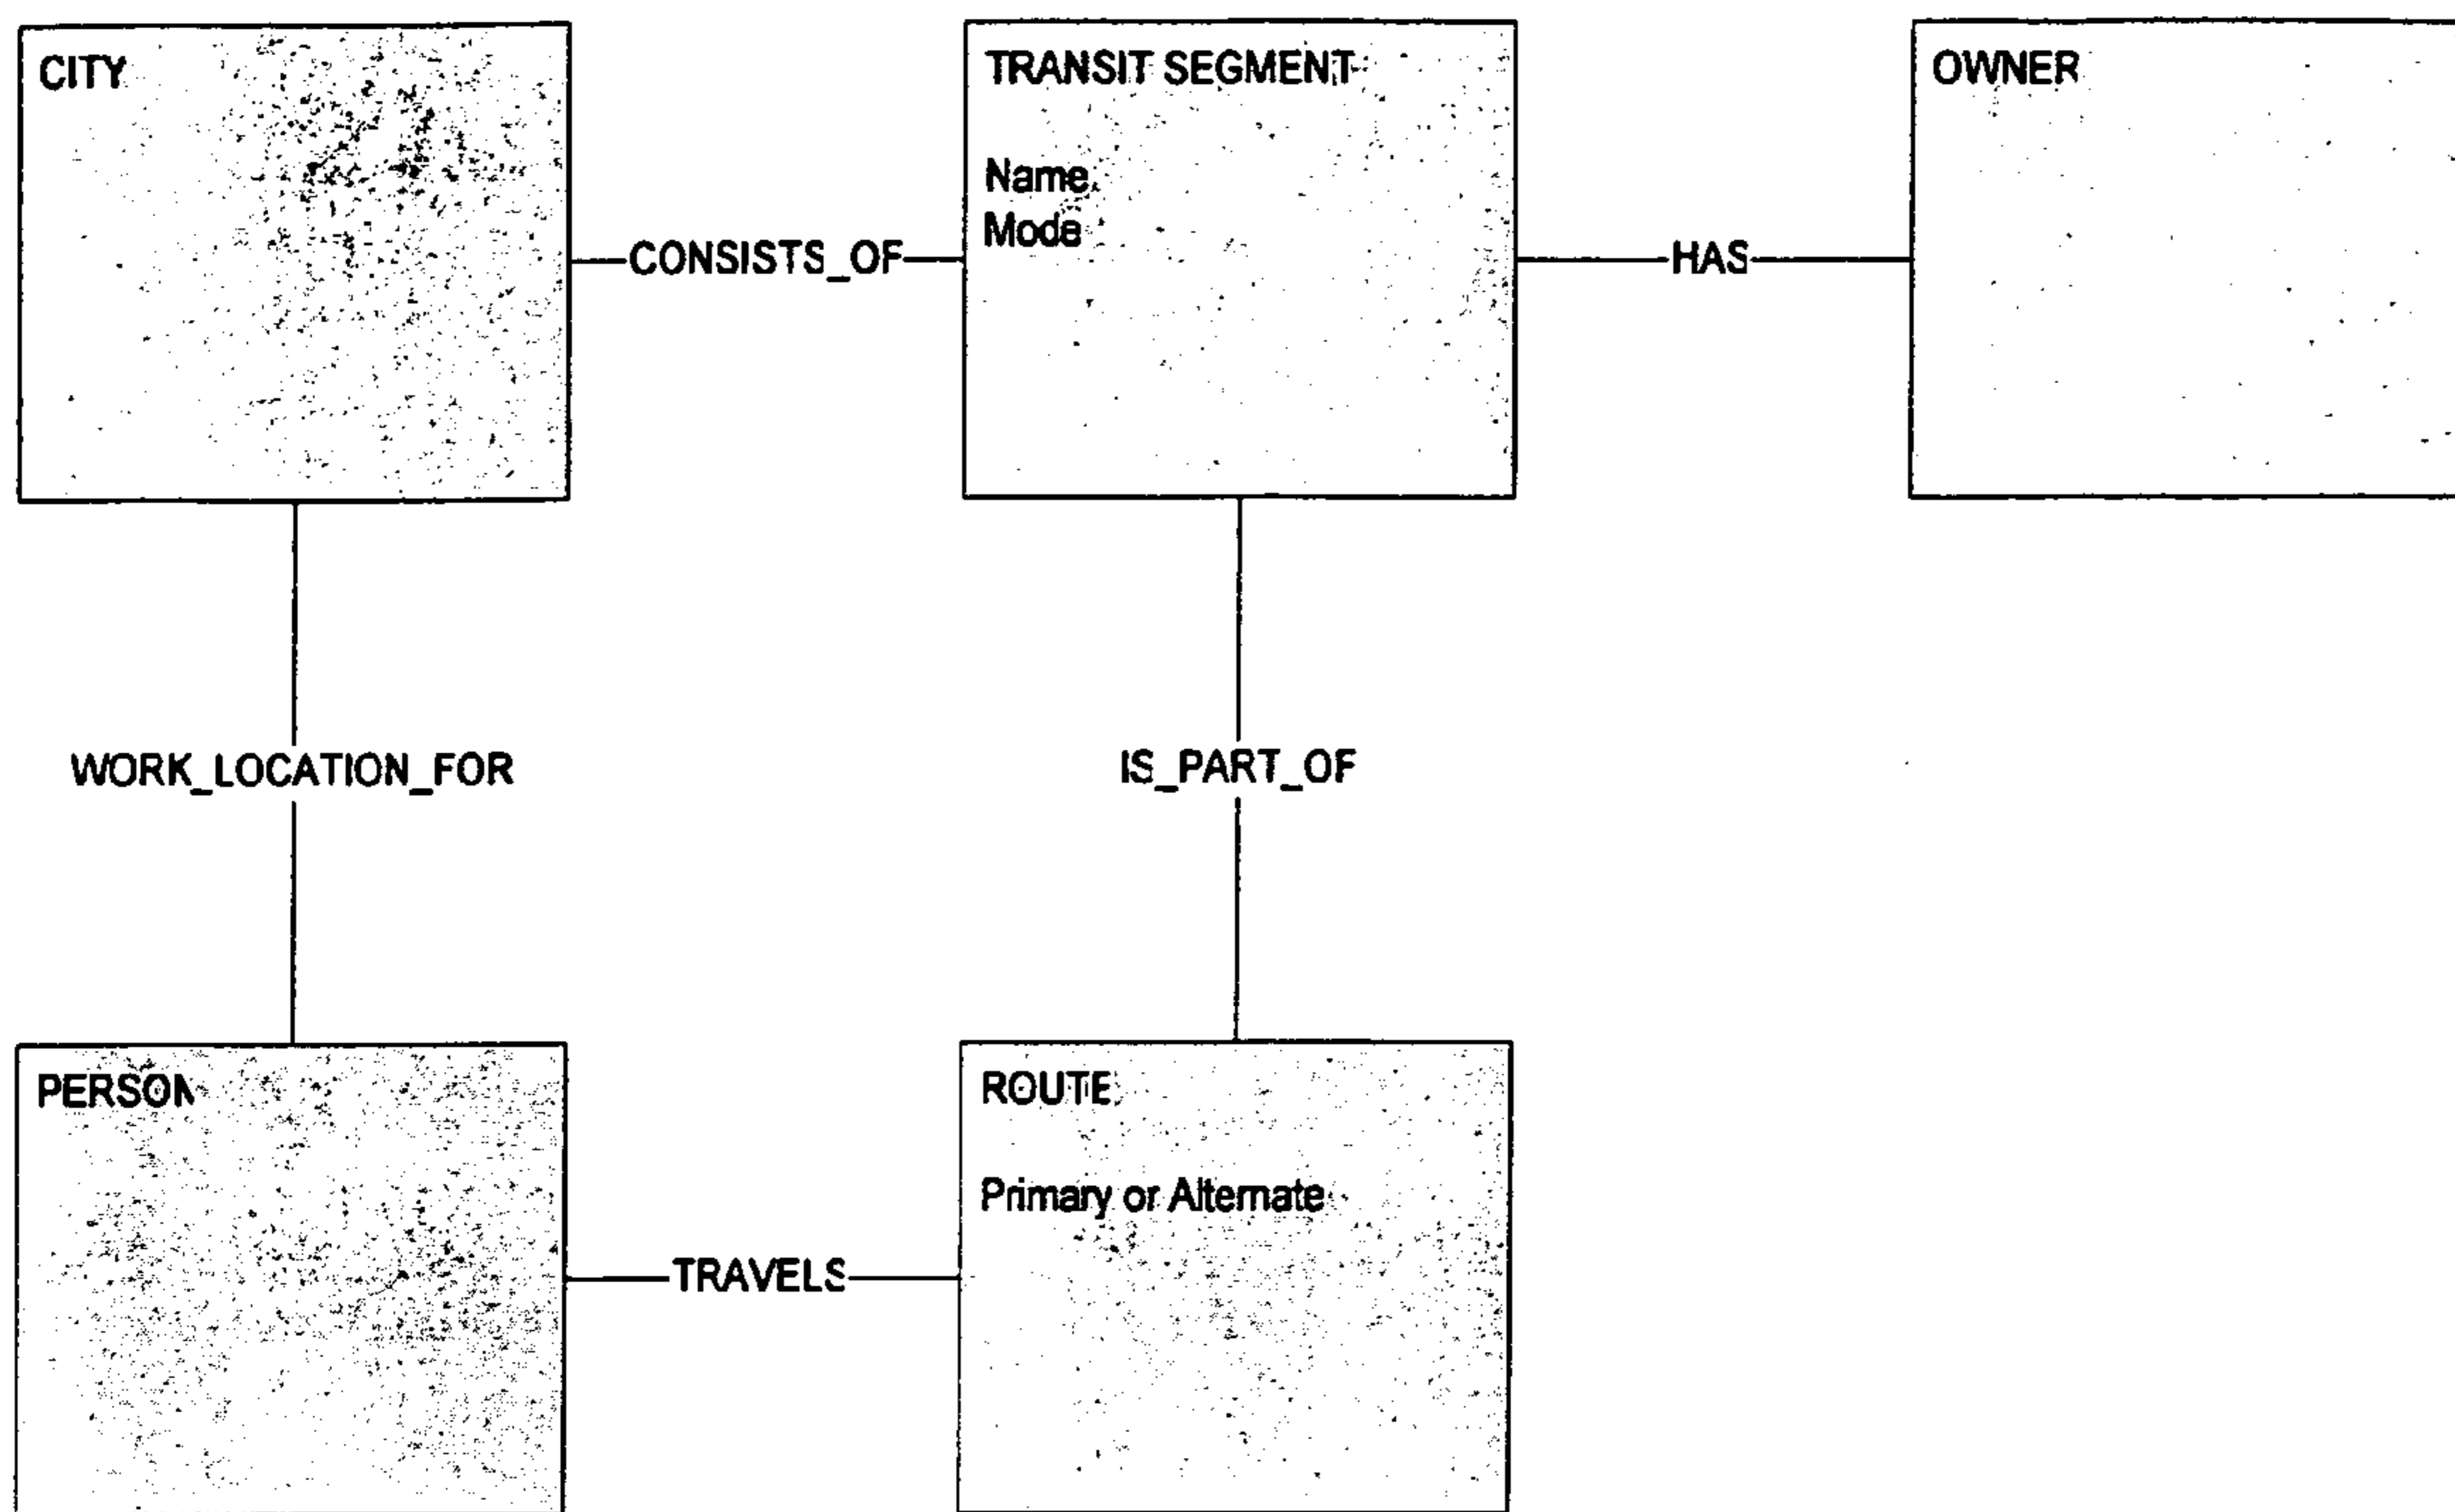 CITY
TRANSIT SEGMENT
Name
Mode
OWNER
CONSISTS_OF
HAS
WORK_LOCATION_FOR
IS_PART_OF
PERSON
ROUTE
Primary or Alternate
TRAVELS